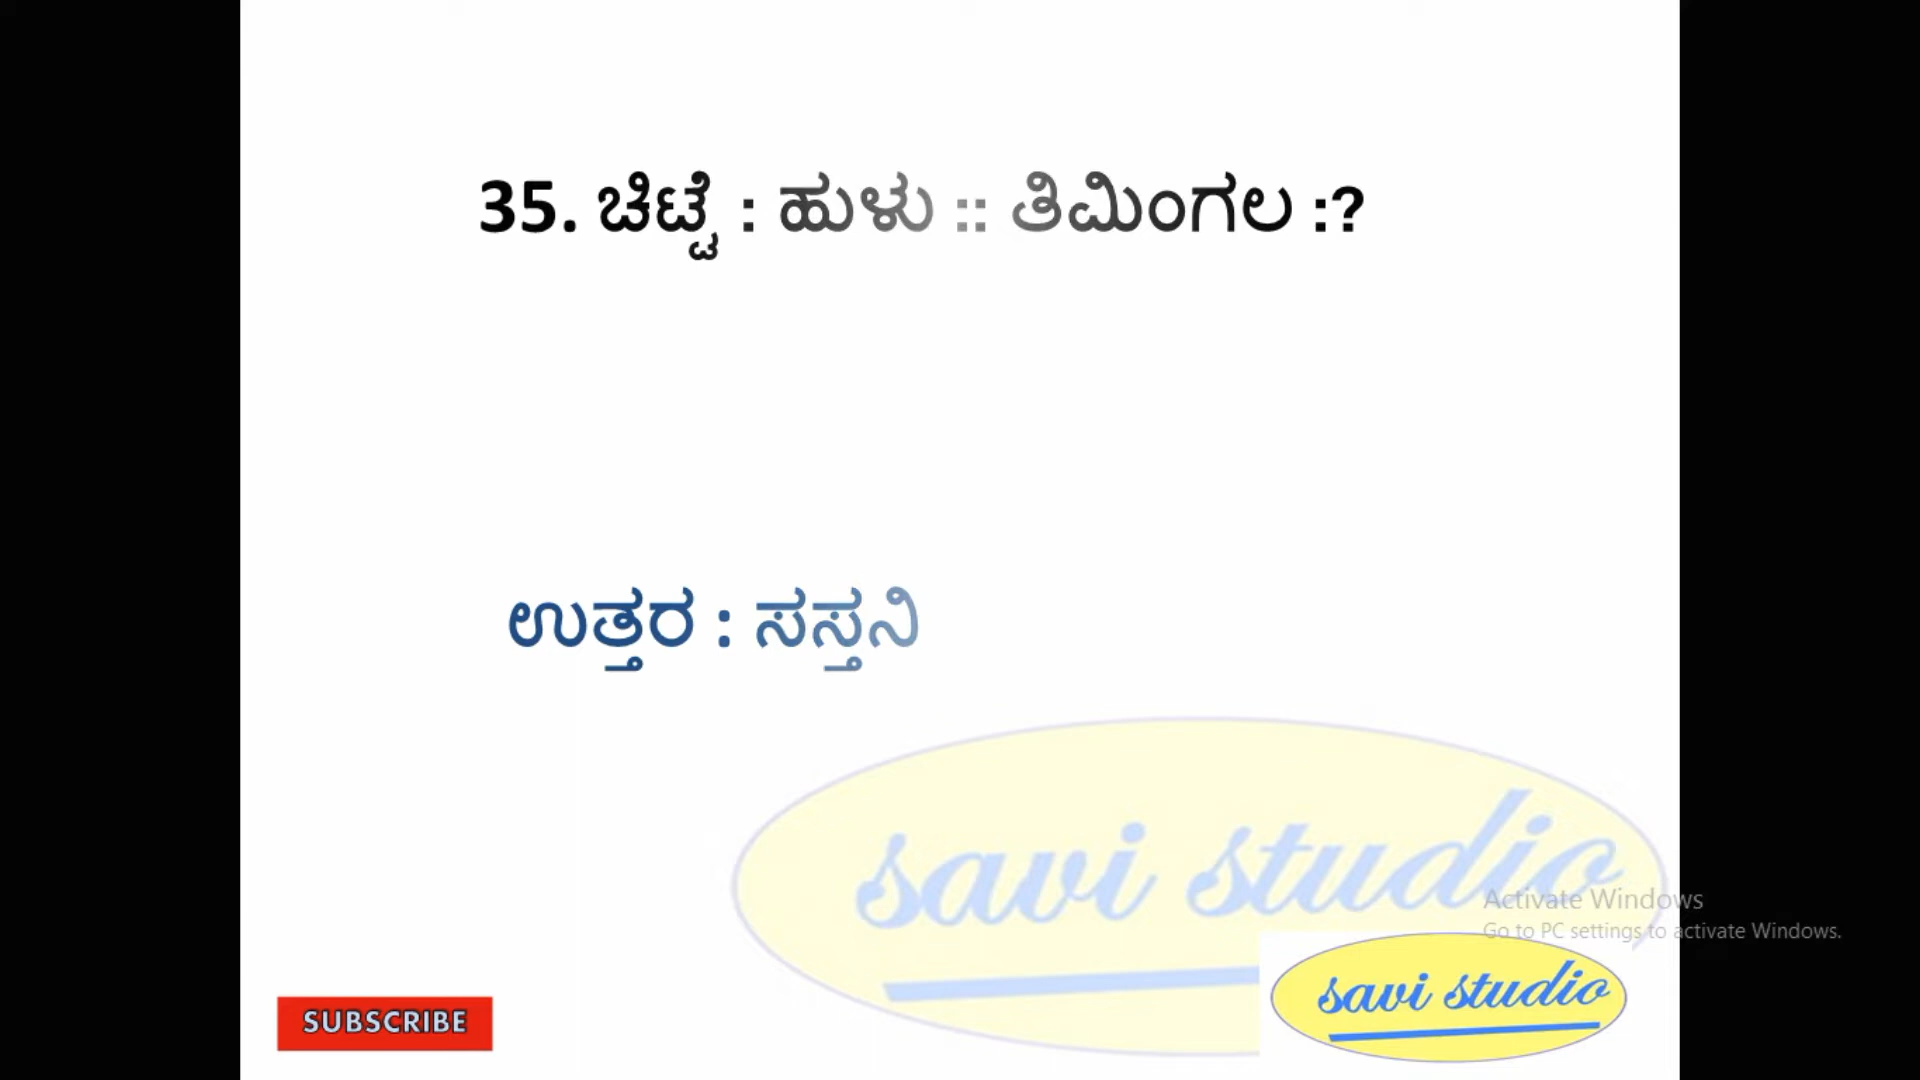 35. ಚಿಟ್ಟೆ : ಹುಳು :: ತಿಮಿಂಗಲ :?
ಉತ್ತರ : ಸಸ್ತನಿ
savi studio
Activate Windows
Go to PC settings to activate Windows.
savi studio
SUBSCRIBE